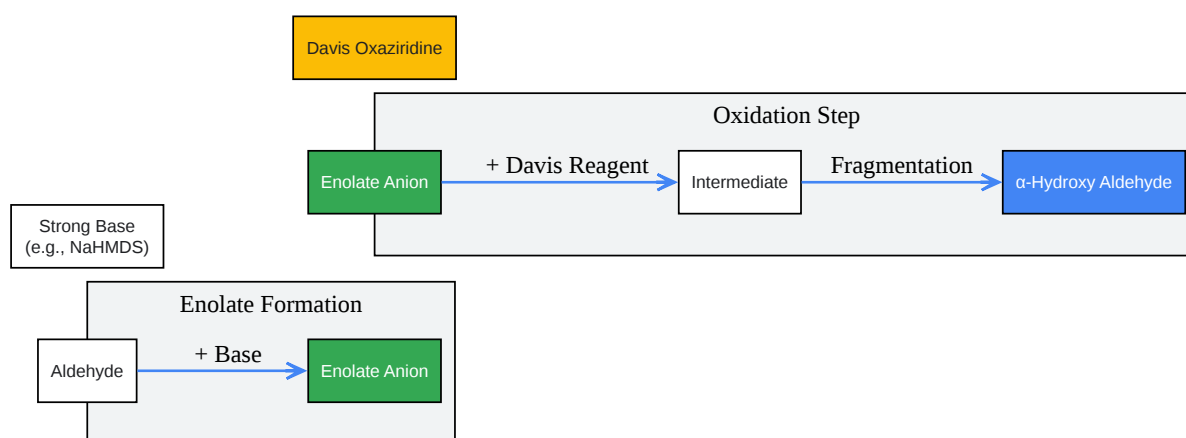 Davis Oxaziridine
Oxidation Step
Enolate Anion
+ Davis Reagent
Intermediate
Fragmentation
α-Hydroxy Aldehyde
Strong Base
(e.g., NaHMDS)
Enolate Formation
Aldehyde
+ Base
Enolate Anion